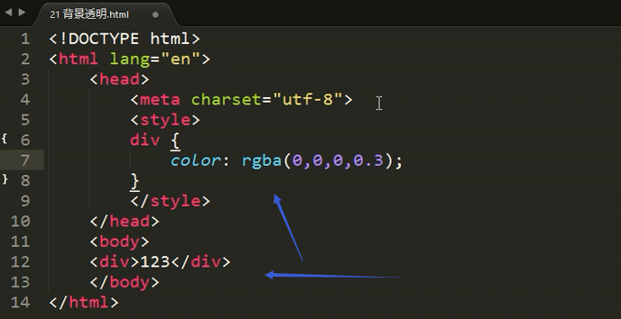 21 背景透明.html
1 <!DOCTYPE html>
2 <html lang="en">
3     <head>
4         <meta charset="utf-8">
5         <style>
{ 6         div {
7             color: rgba(0,0,0,0.3);
} 8         }
9         </style>
10     </head>
11     <body>
12     <div>123</div>
13     </body>
14 </html>